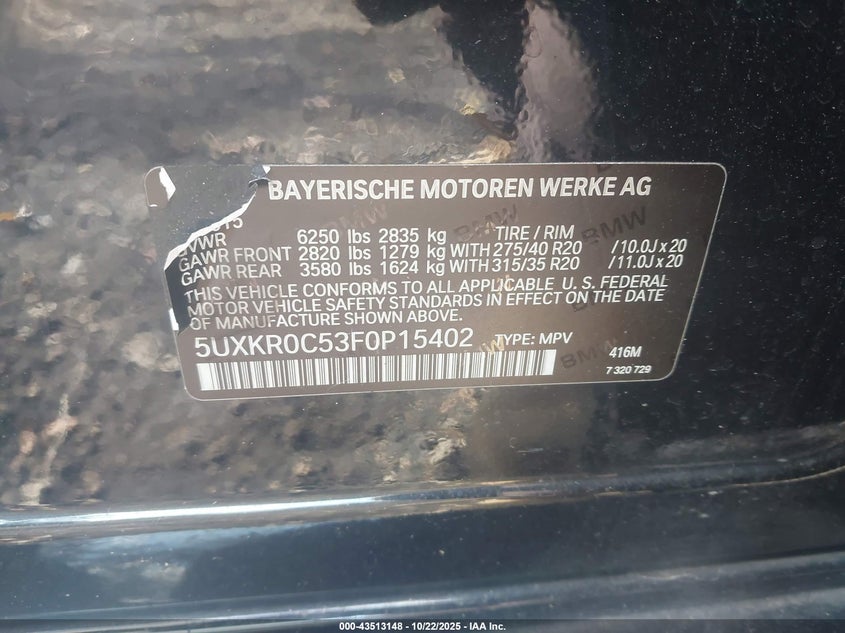 BAYERISCHE MOTOREN WERKE AG
GVWR 6250 lbs 2835 kg TIRE / RIM
GAWR FRONT 2820 lbs 1279 kg WITH 275/40 R20 / 10.0J x 20
GAWR REAR 3580 lbs 1624 kg WITH 315/35 R20 / 11.0J x 20
THIS VEHICLE CONFORMS TO ALL APPLICABLE U.S. FEDERAL
MOTOR VEHICLE SAFETY STANDARDS IN EFFECT ON THE DATE
OF MANUFACTURE SHOWN ABOVE.
5UXKR0C53F0P15402 TYPE: MPV 416M
7 320 729
BMW
BMW
BMW
000-43513148 - 10/22/2025 - IAA Inc.